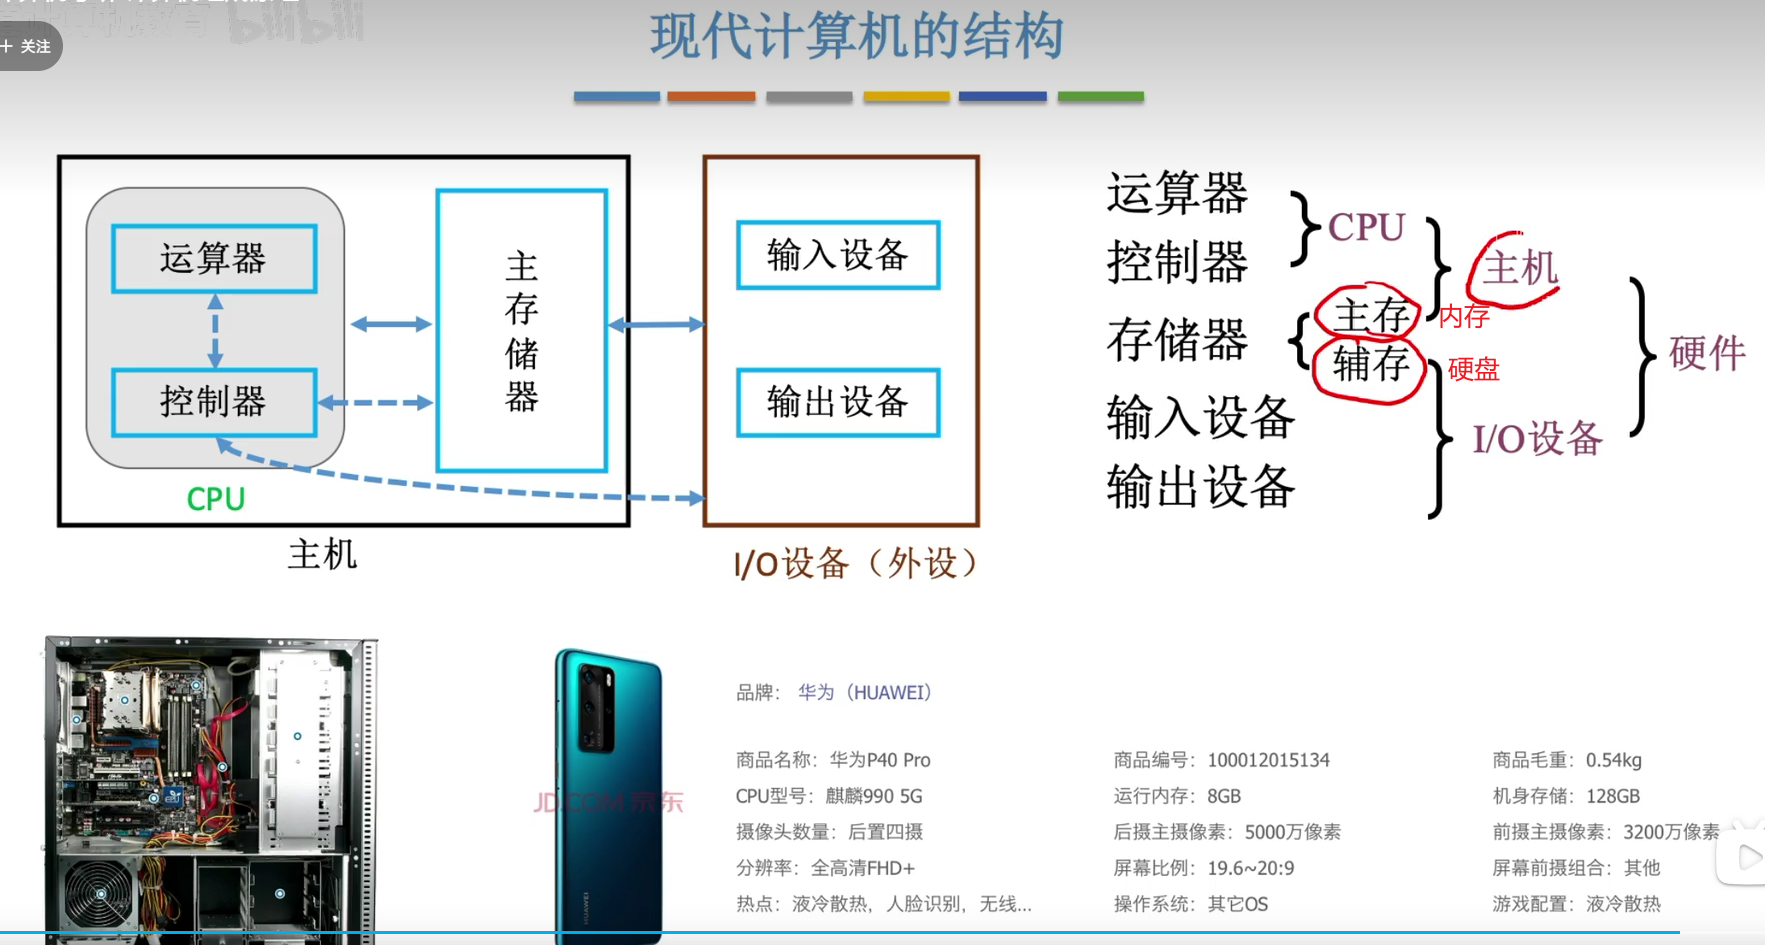 bilibili
+ 关注
现代计算机的结构
运算器
控制器
CPU
主存储器
主机
输入设备
输出设备
I/O设备（外设）
运算器
控制器
CPU
主机
存储器
主存
内存
辅存
硬盘
硬件
输入设备
输出设备
I/O设备
JD.COM 京东
HUAWEI
品牌： 华为（HUAWEI）
商品名称：华为P40 Pro
商品编号：100012015134
商品毛重：0.54kg
CPU型号：麒麟990 5G
运行内存：8GB
机身存储：128GB
摄像头数量：后置四摄
后摄主摄像素：5000万像素
前摄主摄像素：3200万像素
分辨率：全高清FHD+
屏幕比例：19.6~20:9
屏幕前摄组合：其他
热点：液冷散热，人脸识别，无线...
操作系统：其它OS
游戏配置：液冷散热